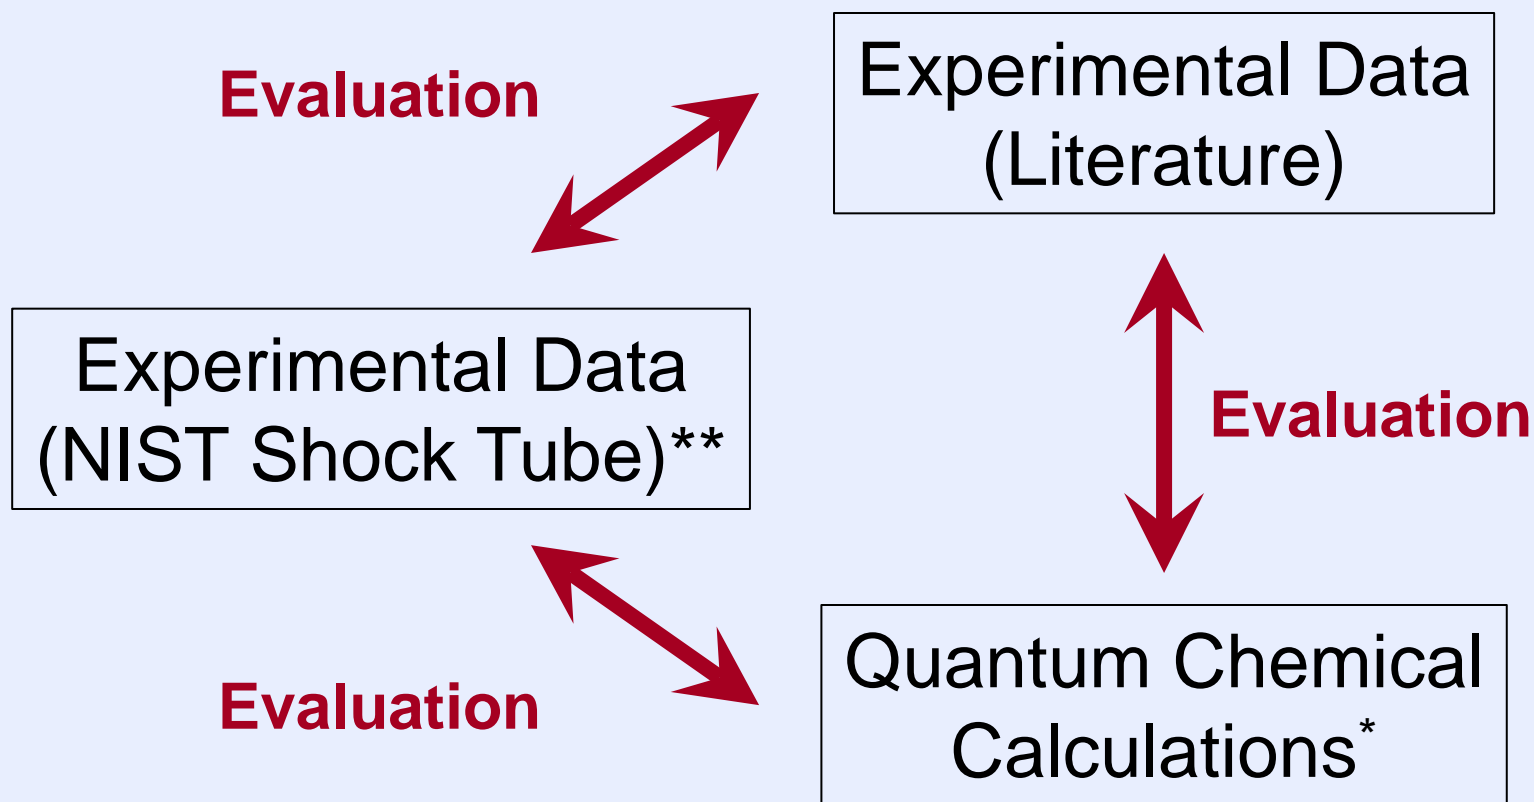 Evaluation
Experimental Data
(Literature)
Experimental Data
(NIST Shock Tube)**
Evaluation
Evaluation
Quantum Chemical
Calculations*